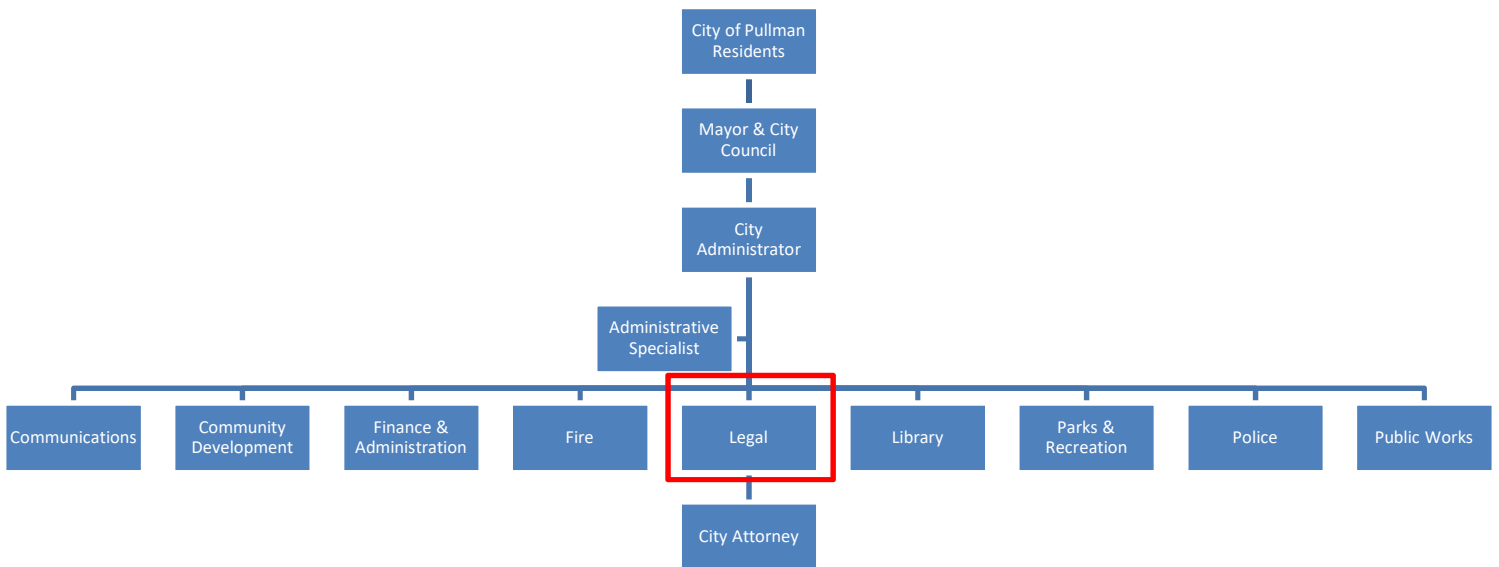 City of Pullman
Residents
Mayor & City
Council
City
Administrator
Administrative
Specialist
Communications
Community
Development
Finance &
Administration
Fire
Legal
Library
Parks &
Recreation
Police
Public Works
City Attorney